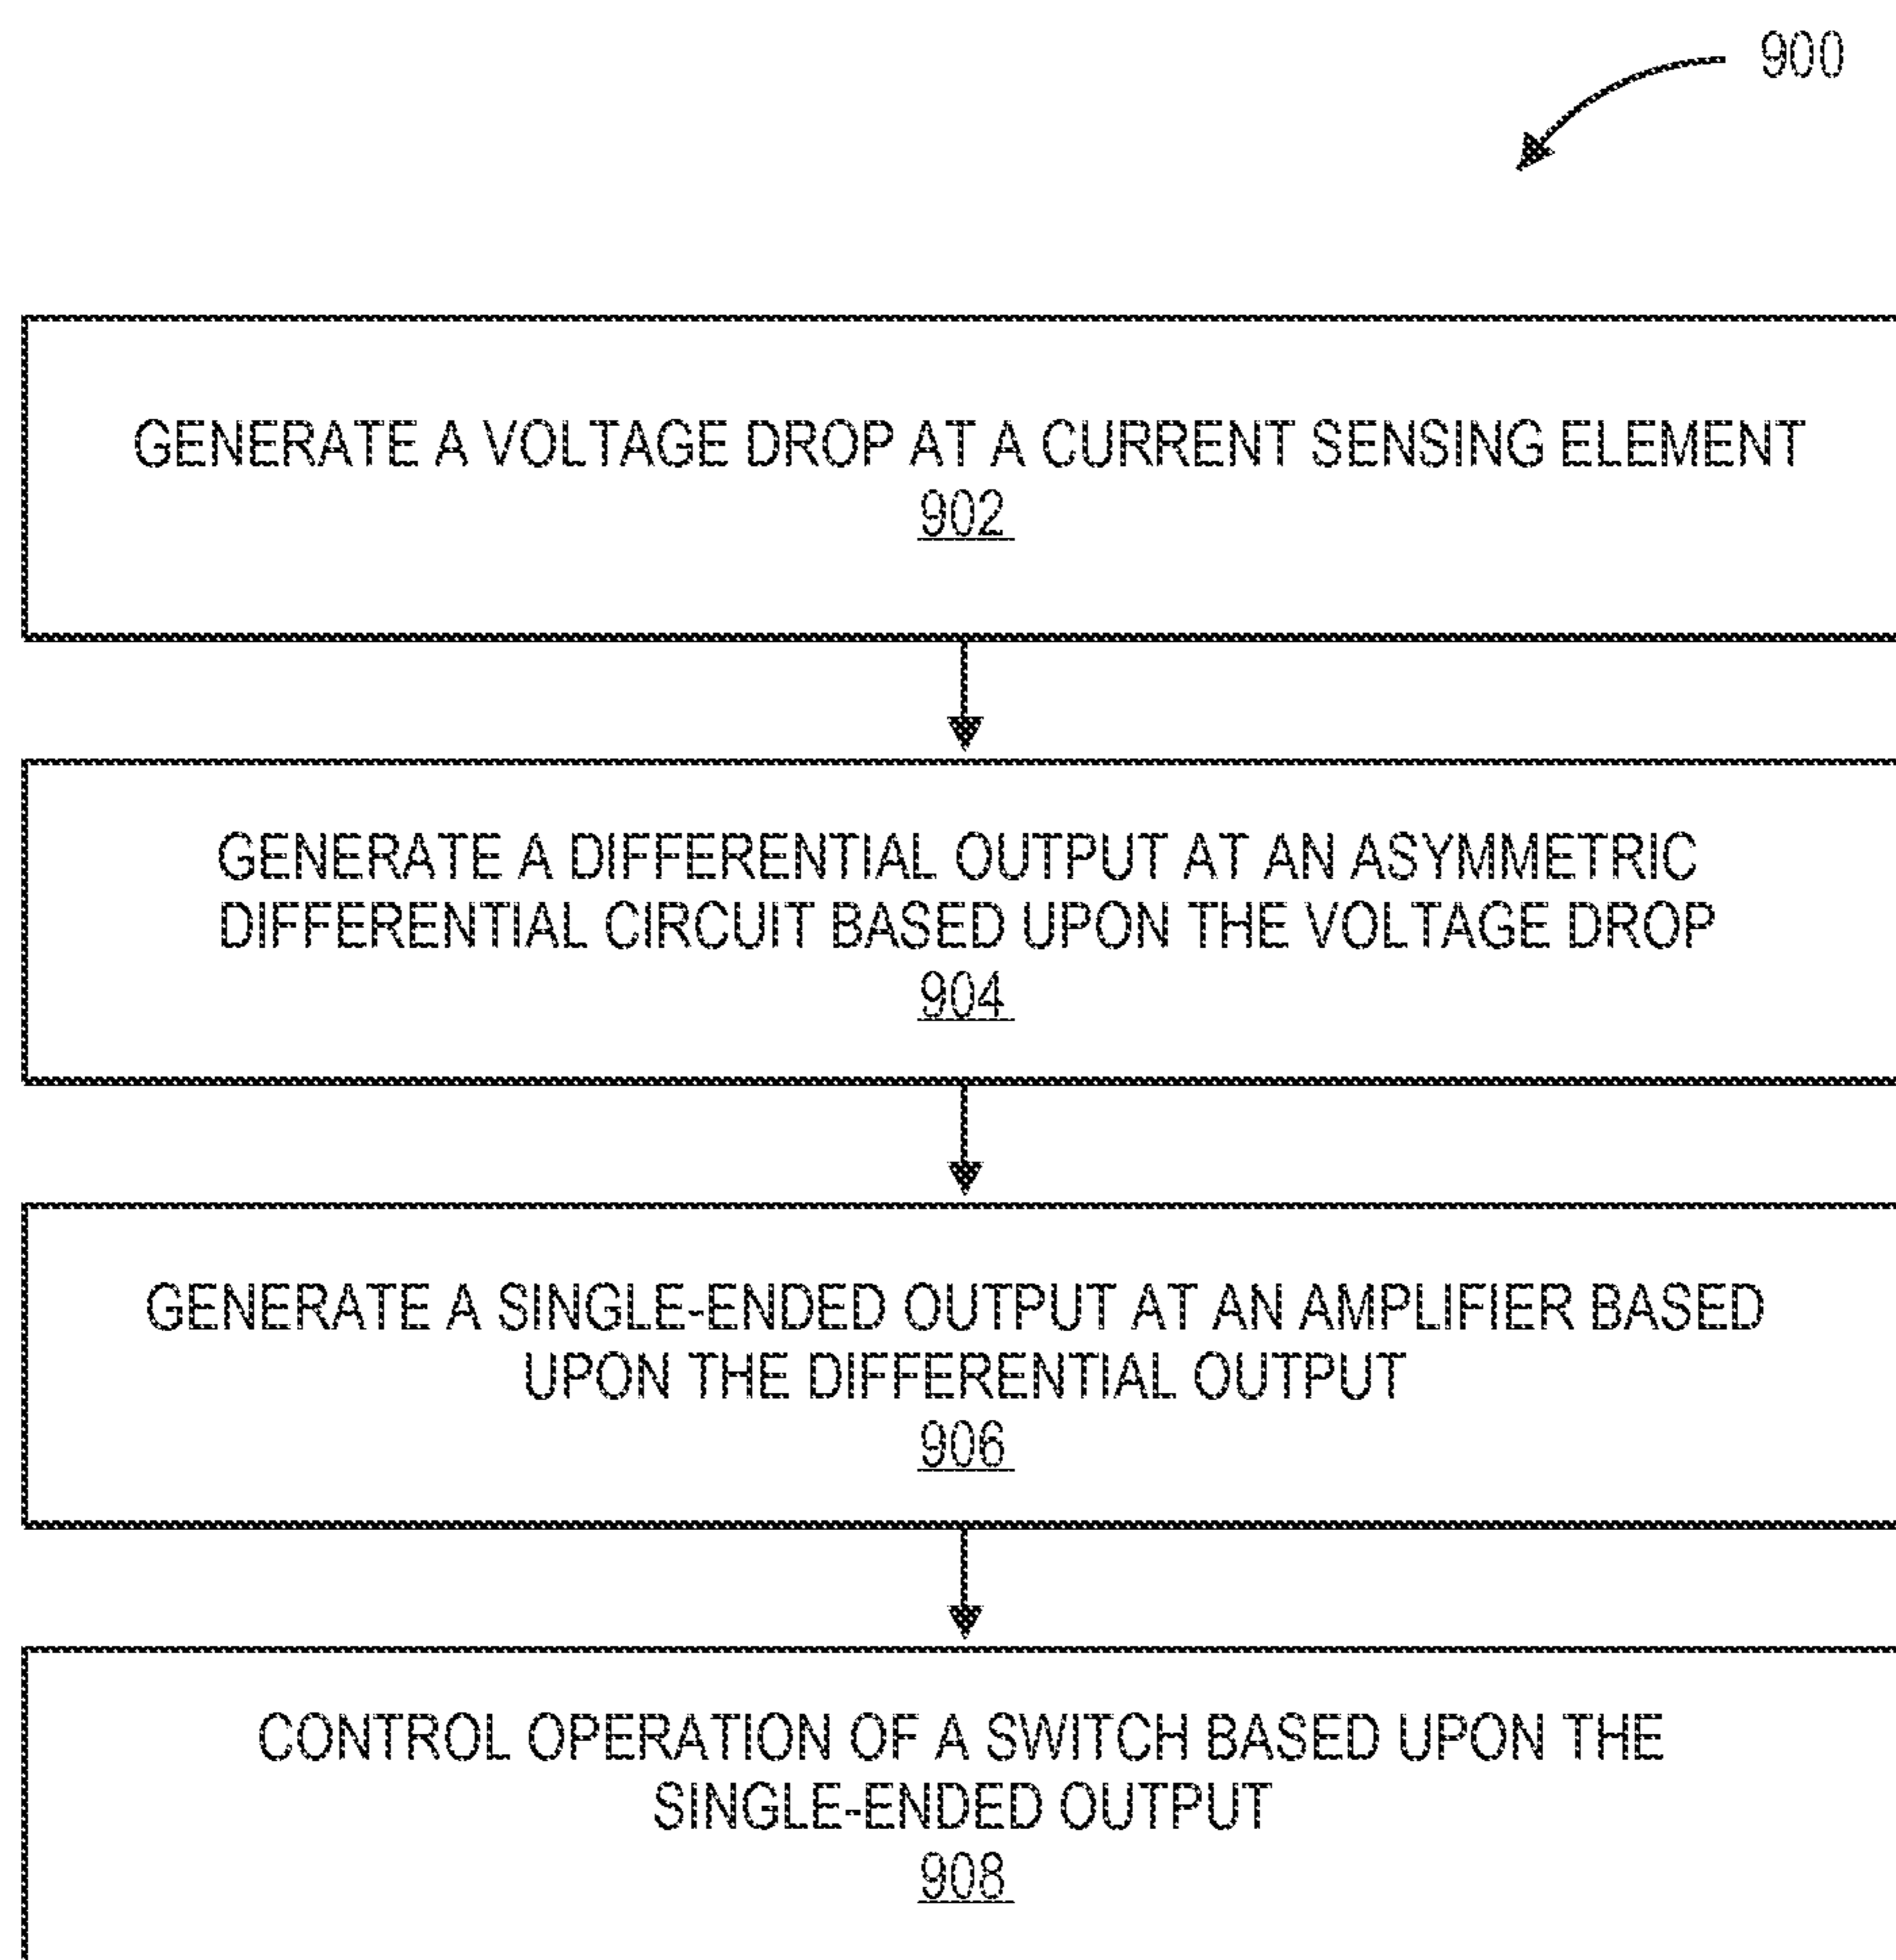 900
GENERATE A VOLTAGE DROP AT A CURRENT SENSING ELEMENT
902
GENERATE A DIFFERENTIAL OUTPUT AT AN ASYMMETRIC
DIFFERENTIAL CIRCUIT BASED UPON THE VOLTAGE DROP
904
GENERATE A SINGLE-ENDED OUTPUT AT AN AMPLIFIER BASED
UPON THE DIFFERENTIAL OUTPUT
906
CONTROL OPERATION OF A SWITCH BASED UPON THE
SINGLE-ENDED OUTPUT
908